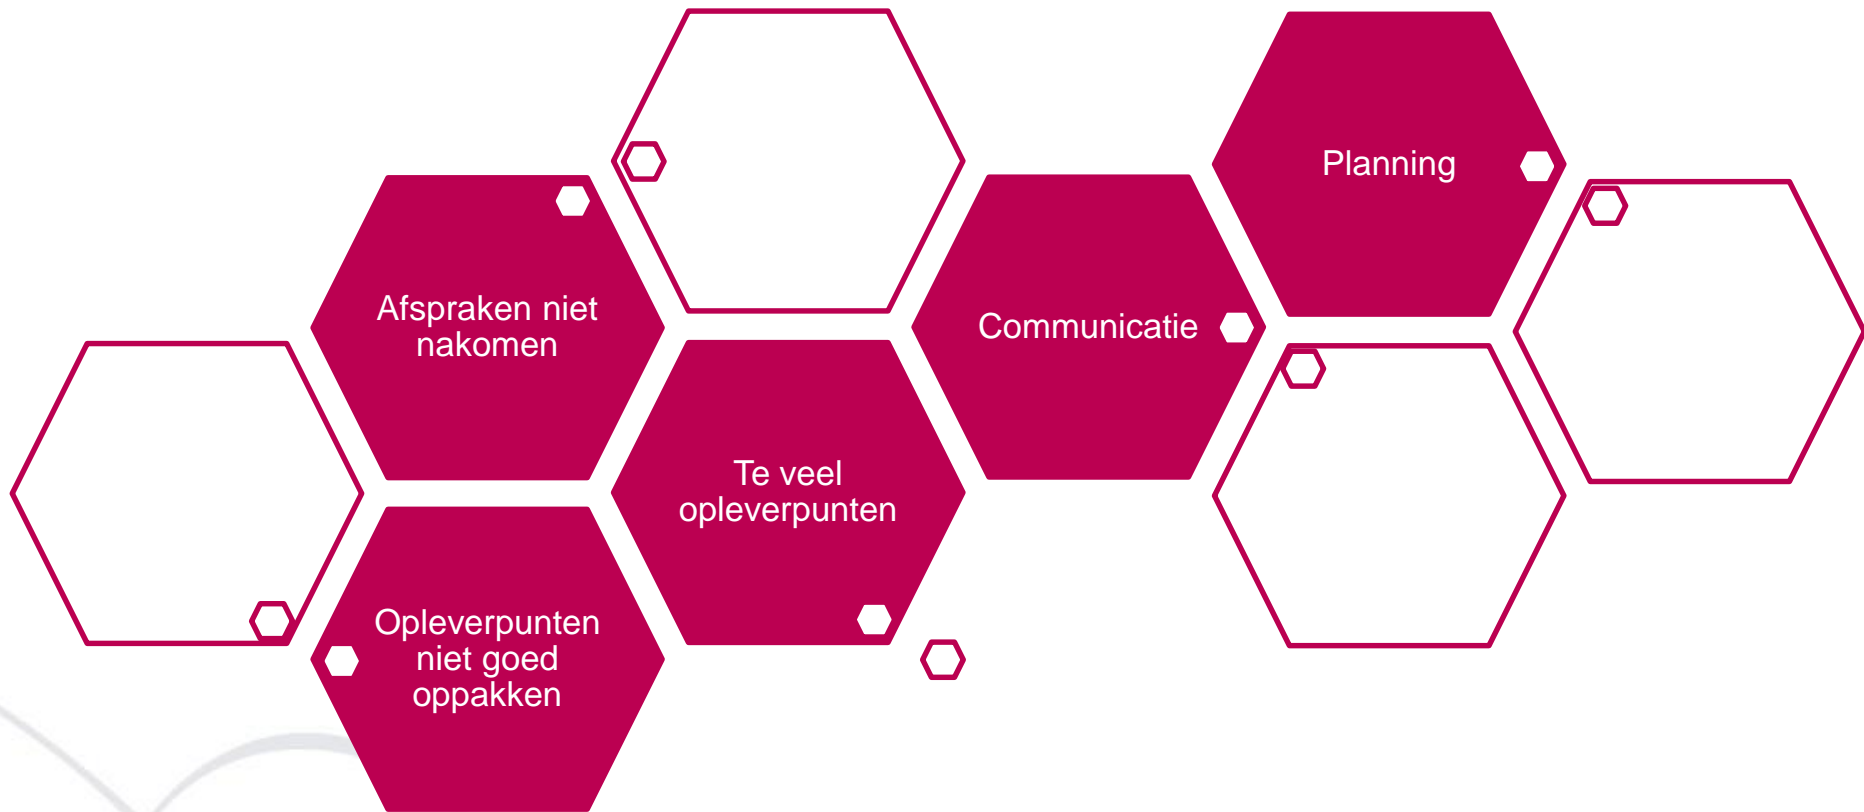 Afspraken niet
nakomen
Opleverpunten
niet goed
oppakken
Te veel
opleverpunten
Communicatie
Planning